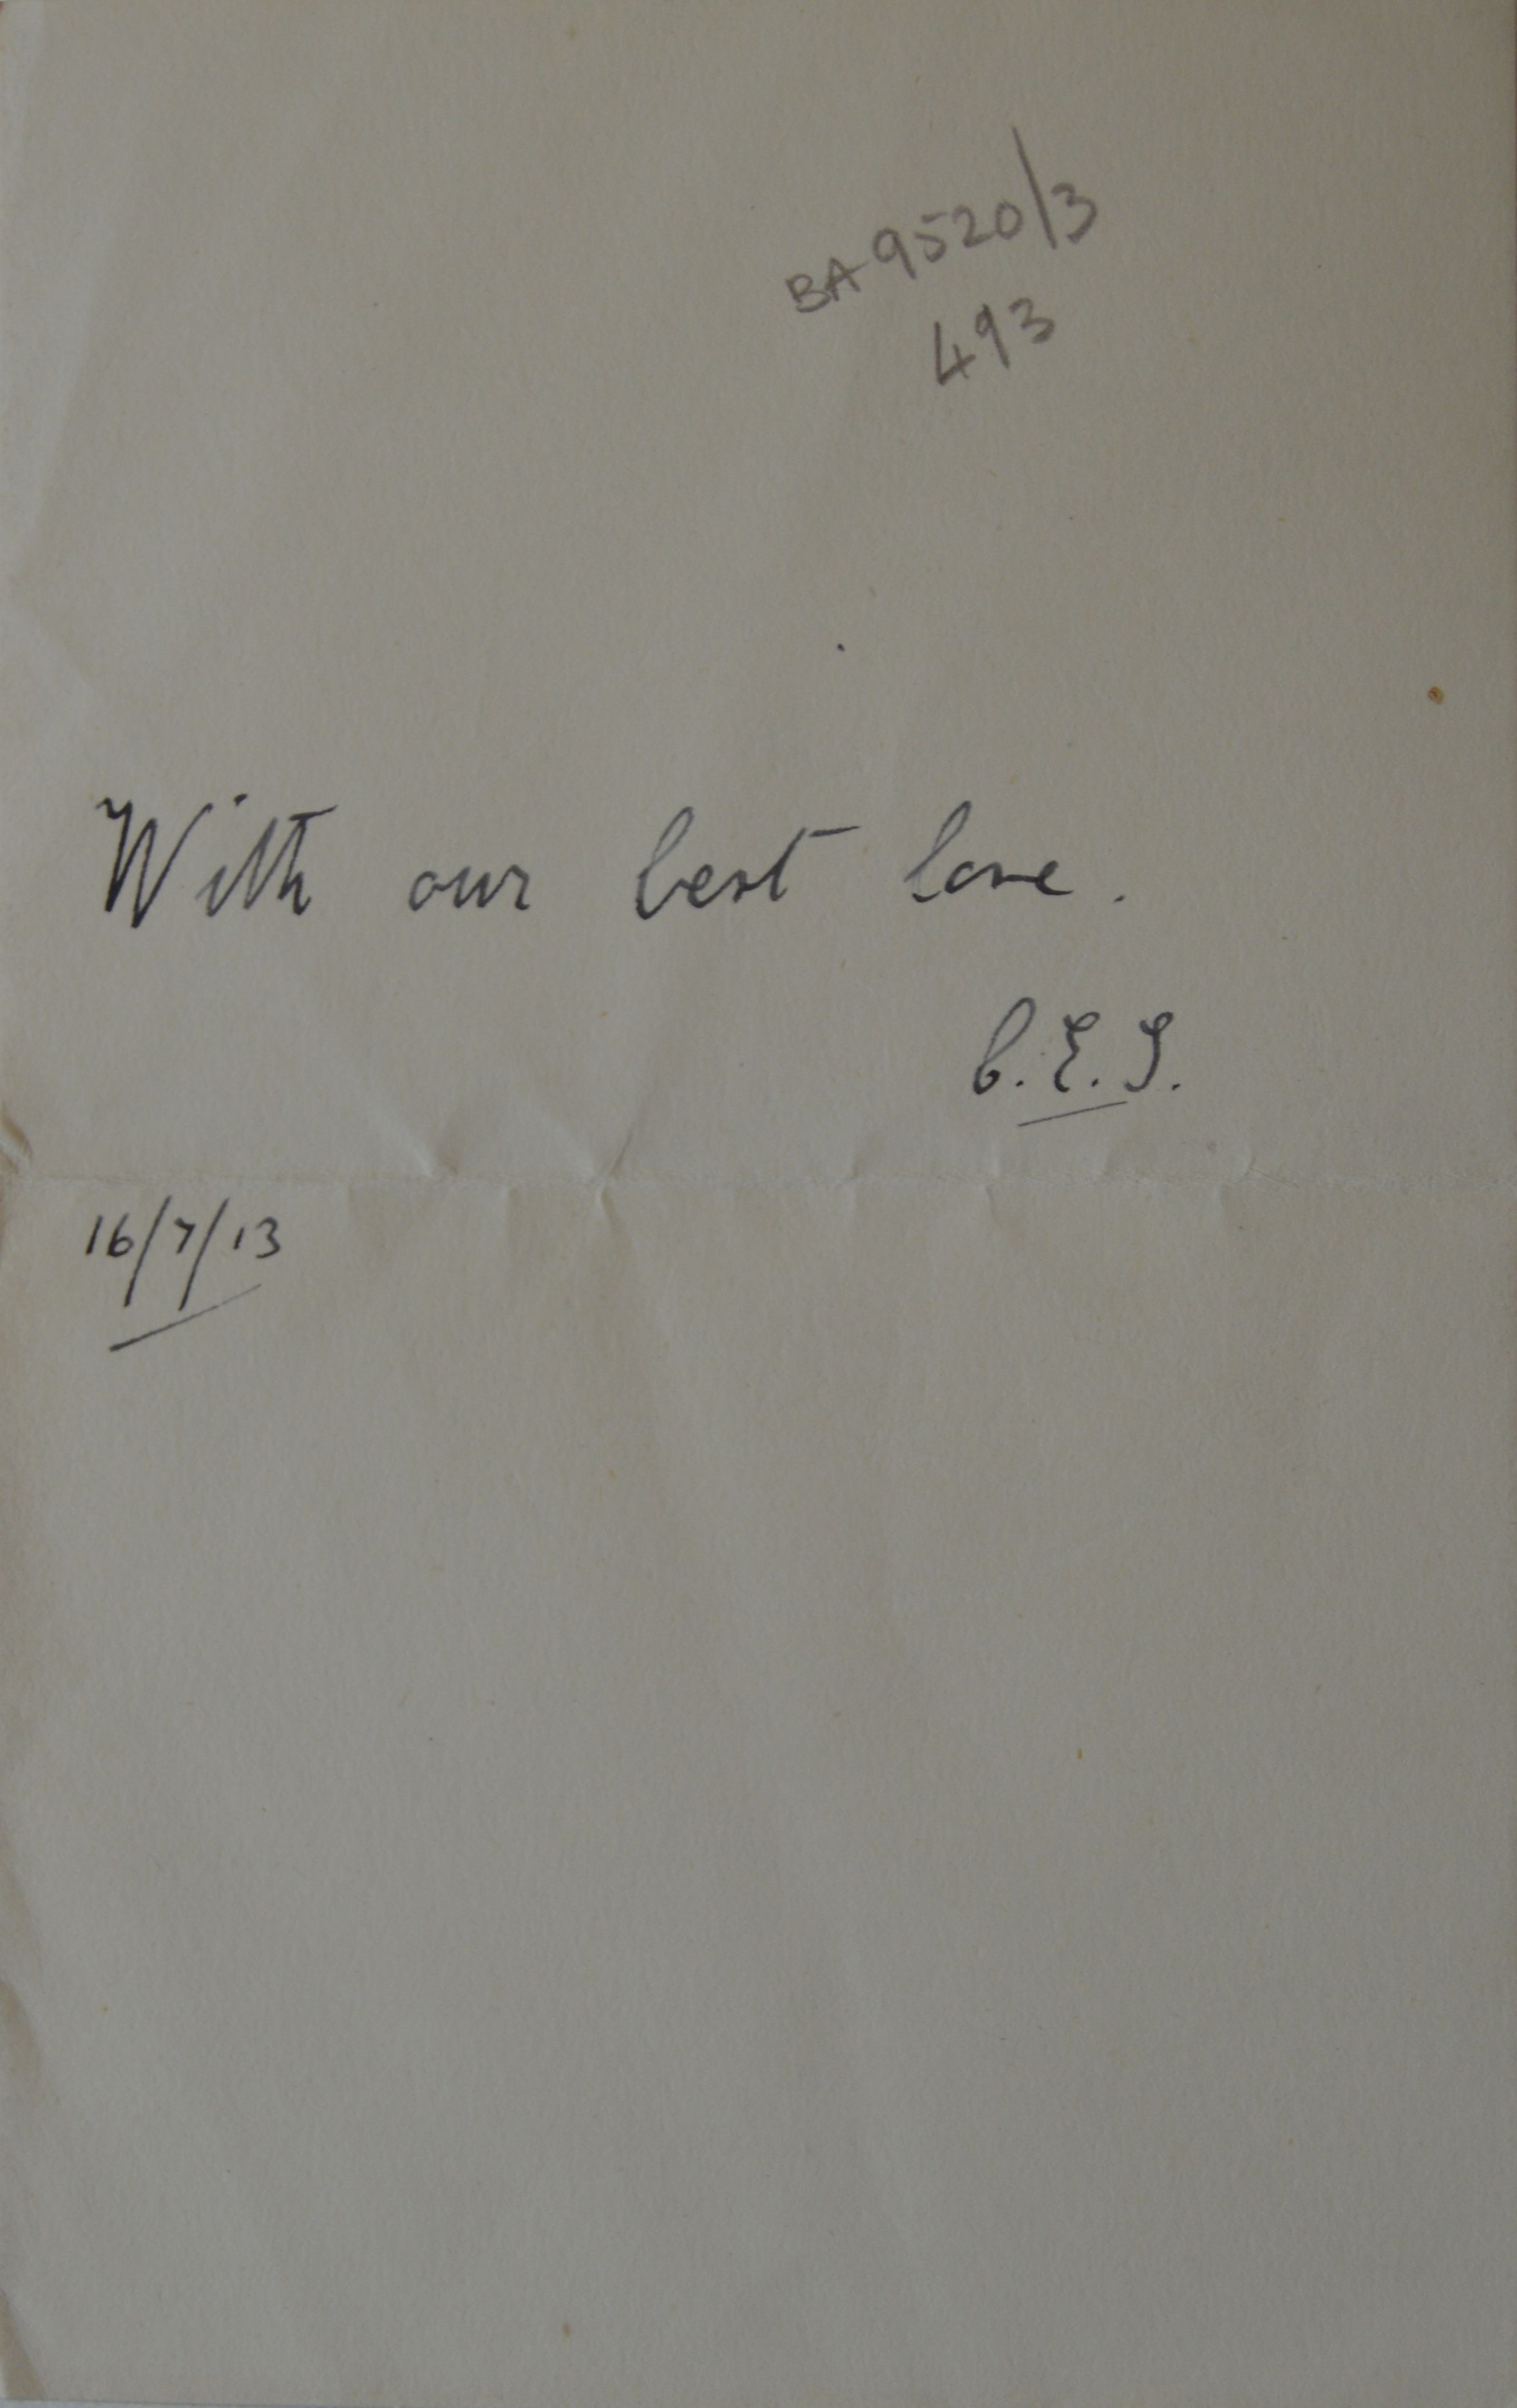 BA 9520/3
493
With our best love.
C.E.S.
16/7/13